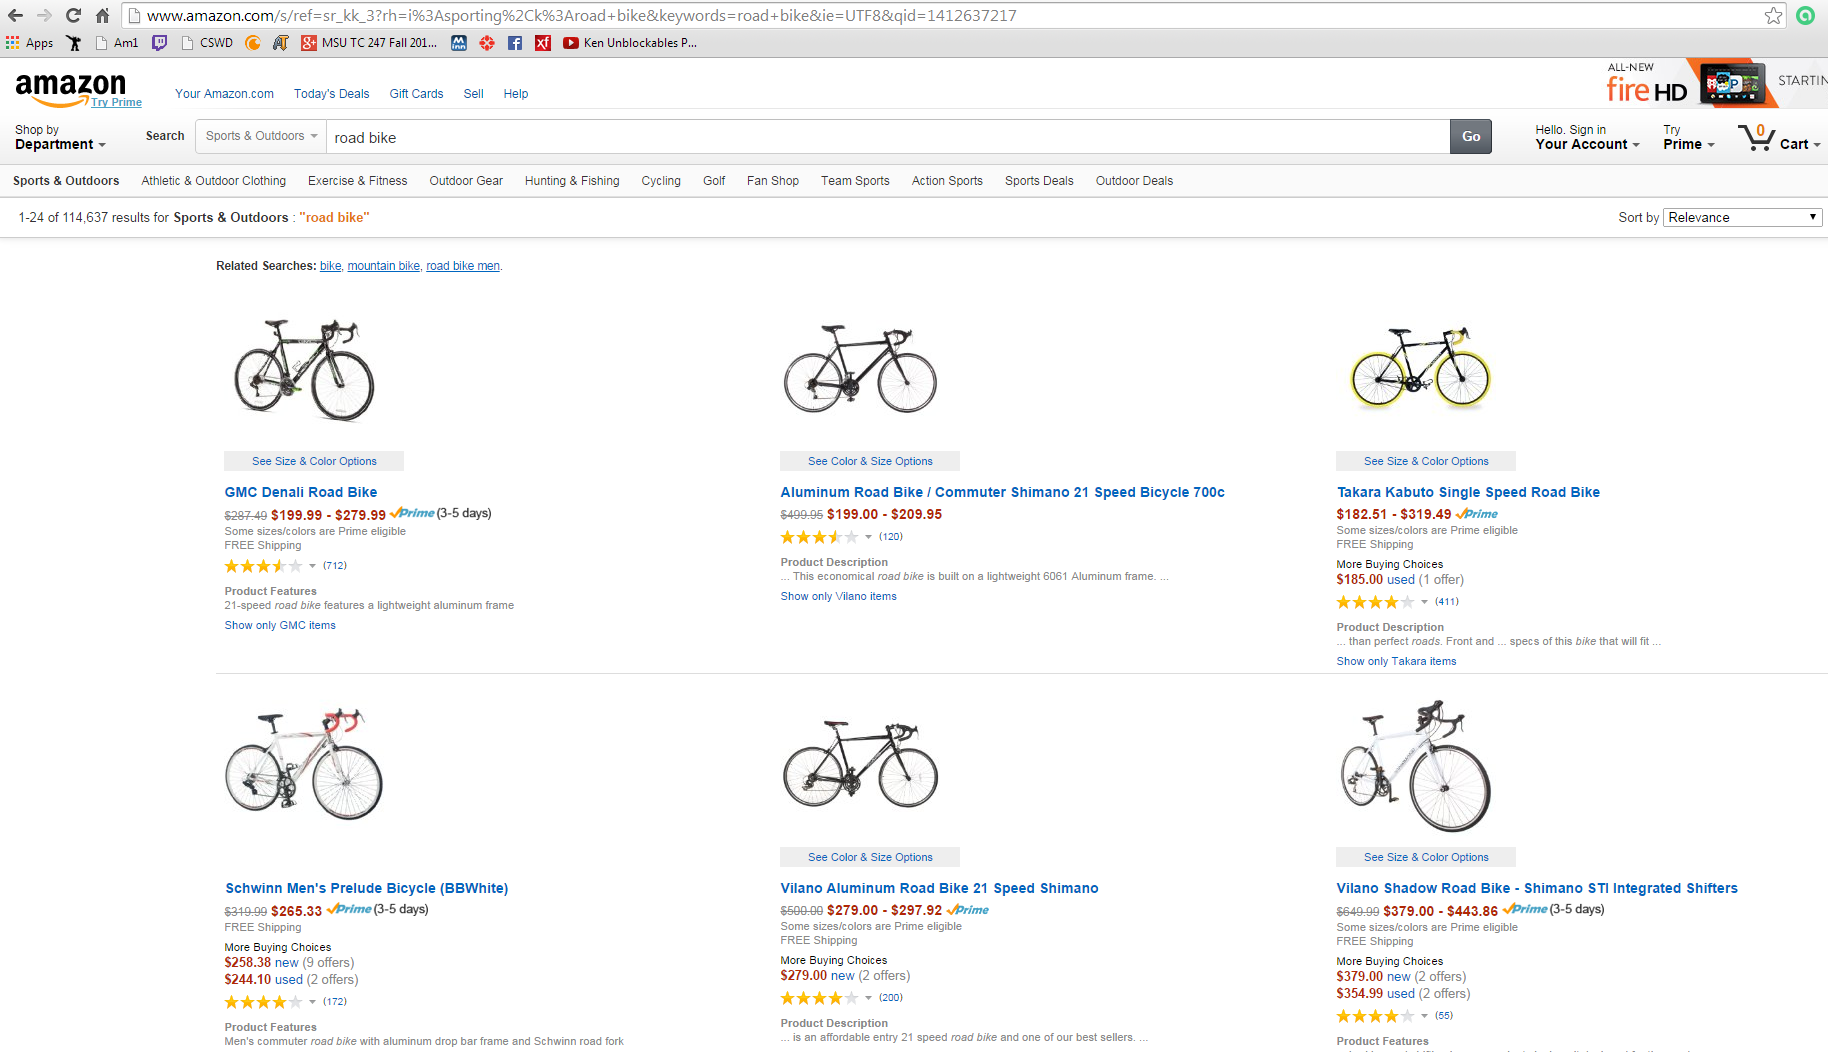 www.amazon.com/s/ref=sr_kk_3?rh=i%3Asporting%2Ck%3Aroad+bike&keywords=road+bike&ie=UTF8&qid=1412637217
Apps Am1 CSWD MSU TC 247 Fall 201... Ken Unblockables P...
amazon
Try Prime
Your Amazon.com Today's Deals Gift Cards Sell Help
ALL-NEW
fire HD
STARTIN
Shop by
Department
Search Sports & Outdoors road bike Go
Hello. Sign in
Your Account
Try
Prime
0
Cart
Sports & Outdoors Athletic & Outdoor Clothing Exercise & Fitness Outdoor Gear Hunting & Fishing Cycling Golf Fan Shop Team Sports Action Sports Sports Deals Outdoor Deals
1-24 of 114,637 results for Sports & Outdoors : "road bike"
Sort by Relevance
Related Searches: bike, mountain bike, road bike men.
See Size & Color Options
GMC Denali Road Bike
$287.49 $199.99 - $279.99 Prime (3-5 days)
Some sizes/colors are Prime eligible
FREE Shipping
(712)
Product Features
21-speed road bike features a lightweight aluminum frame
Show only GMC items
See Color & Size Options
Aluminum Road Bike / Commuter Shimano 21 Speed Bicycle 700c
$499.95 $199.00 - $209.95
(120)
Product Description
... This economical road bike is built on a lightweight 6061 Aluminum frame. ...
Show only Vilano items
See Size & Color Options
Takara Kabuto Single Speed Road Bike
$182.51 - $319.49 Prime
Some sizes/colors are Prime eligible
FREE Shipping
More Buying Choices
$185.00 used (1 offer)
(411)
Product Description
... than perfect roads. Front and ... specs of this bike that will fit ...
Show only Takara items
Schwinn Men's Prelude Bicycle (BBWhite)
$319.99 $265.33 Prime (3-5 days)
FREE Shipping
More Buying Choices
$258.38 new (9 offers)
$244.10 used (2 offers)
(172)
Product Features
Men's commuter road bike with aluminum drop bar frame and Schwinn road fork
See Color & Size Options
Vilano Aluminum Road Bike 21 Speed Shimano
$500.00 $279.00 - $297.92 Prime
Some sizes/colors are Prime eligible
FREE Shipping
More Buying Choices
$279.00 new (2 offers)
(200)
Product Description
... is an affordable entry 21 speed road bike and one of our best sellers. ...
See Size & Color Options
Vilano Shadow Road Bike - Shimano STI Integrated Shifters
$649.99 $379.00 - $443.86 Prime (3-5 days)
Some sizes/colors are Prime eligible
FREE Shipping
More Buying Choices
$379.00 new (2 offers)
$354.99 used (2 offers)
(55)
Product Features